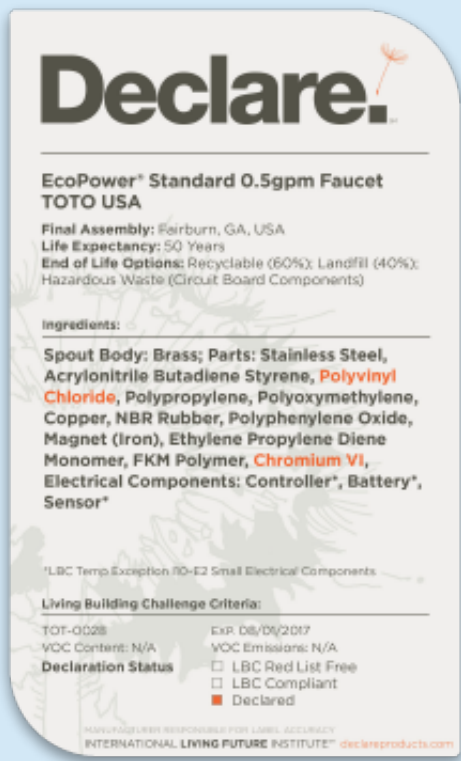 Declare.
EcoPower® Standard 0.5gpm Faucet
TOTO USA
Final Assembly: Fairburn, GA, USA
Life Expectancy: 50 Years
End of Life Options: Recyclable (60%); Landfill (40%);
Hazardous Waste (Circuit Board Components)
Ingredients:
Spout Body: Brass; Parts: Stainless Steel,
Acrylonitrile Butadiene Styrene, Polyvinyl
Chloride, Polypropylene, Polyoxymethylene,
Copper, NBR Rubber, Polyphenylene Oxide,
Magnet (Iron), Ethylene Propylene Diene
Monomer, FKM Polymer, Chromium VI,
Electrical Components: Controller*, Battery*,
Sensor*
*LBC Temp Exception I10-E2 Small Electrical Components
Living Building Challenge Criteria:
TOT-0028 EXP. 08/01/2017
VOC Content: N/A VOC Emissions: N/A
Declaration Status LBC Red List Free
LBC Compliant
Declared
MANUFACTURER RESPONSIBLE FOR LABEL ACCURACY
INTERNATIONAL LIVING FUTURE INSTITUTE™ declareproducts.com